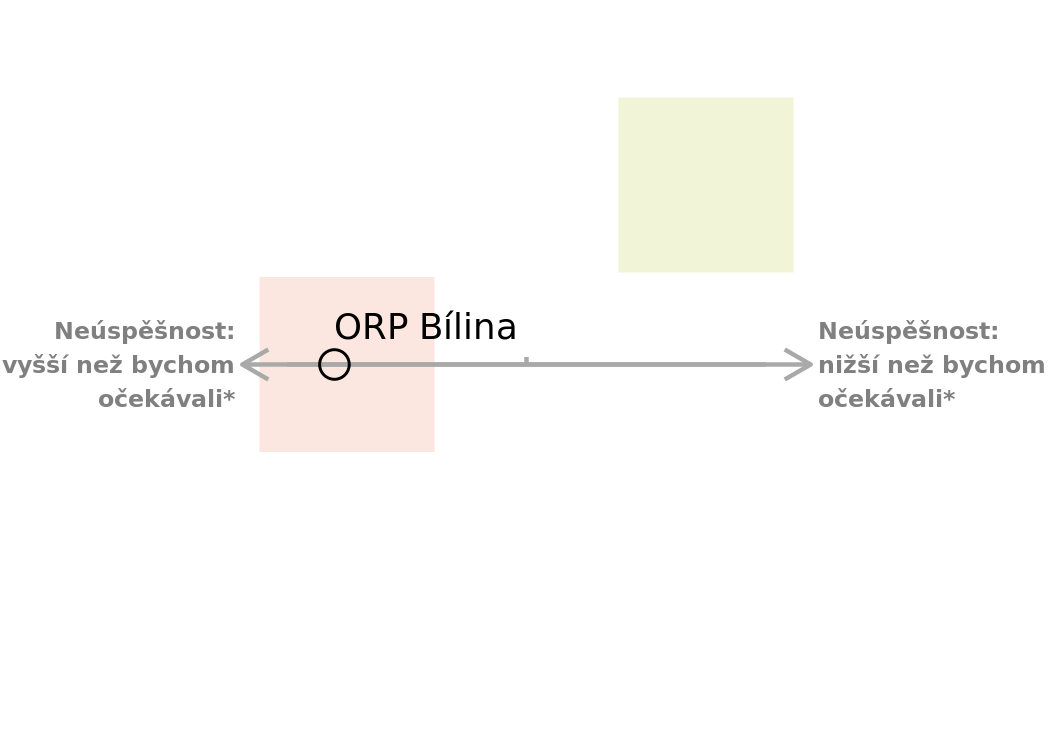 ORP Bílina
Neúspěšnost:
vyšší než bychom
očekávali*
Neúspěšnost:
nižší než bychom
očekávali*